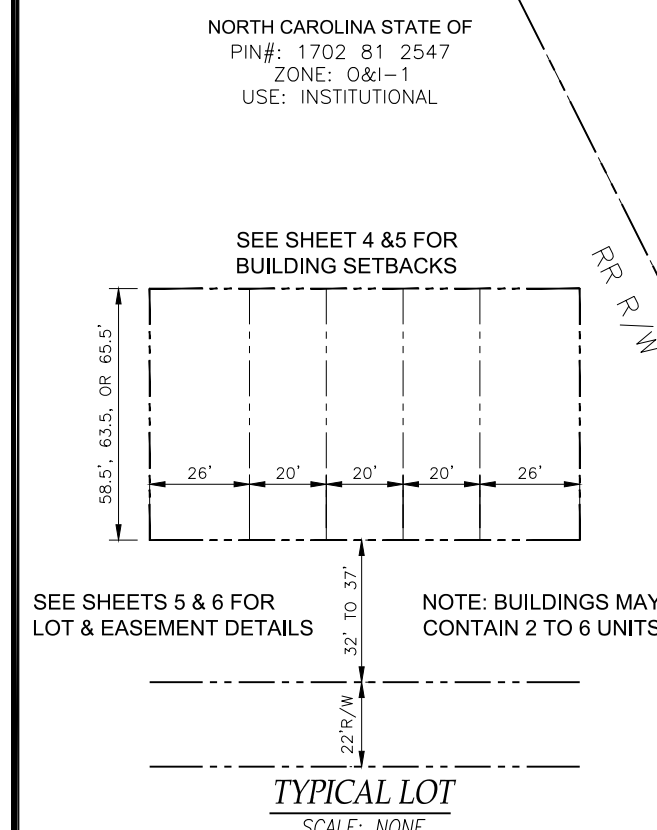 NORTH CAROLINA STATE OF
PIN#: 1702 81 2547
ZONE: O&I-1
USE: INSTITUTIONAL
SEE SHEET 4 &5 FOR
BUILDING SETBACKS
RR R/W
58.5', 63.5, OR 65.5'
26'
20'
20'
20'
26'
SEE SHEETS 5 & 6 FOR
LOT & EASEMENT DETAILS
32' TO 37'
NOTE: BUILDINGS MAY
CONTAIN 2 TO 6 UNITS
22'R/W
TYPICAL LOT
SCALE: NONE